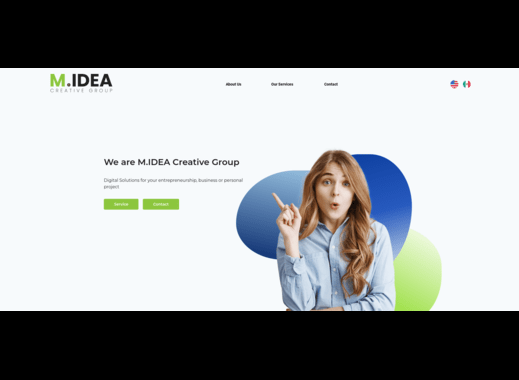 M.IDEA
CREATIVE GROUP
About Us
Our Services
Contact
We are M.IDEA Creative Group
Digital Solutions for your entrepreneurship, business or personal
project
Service
Contact